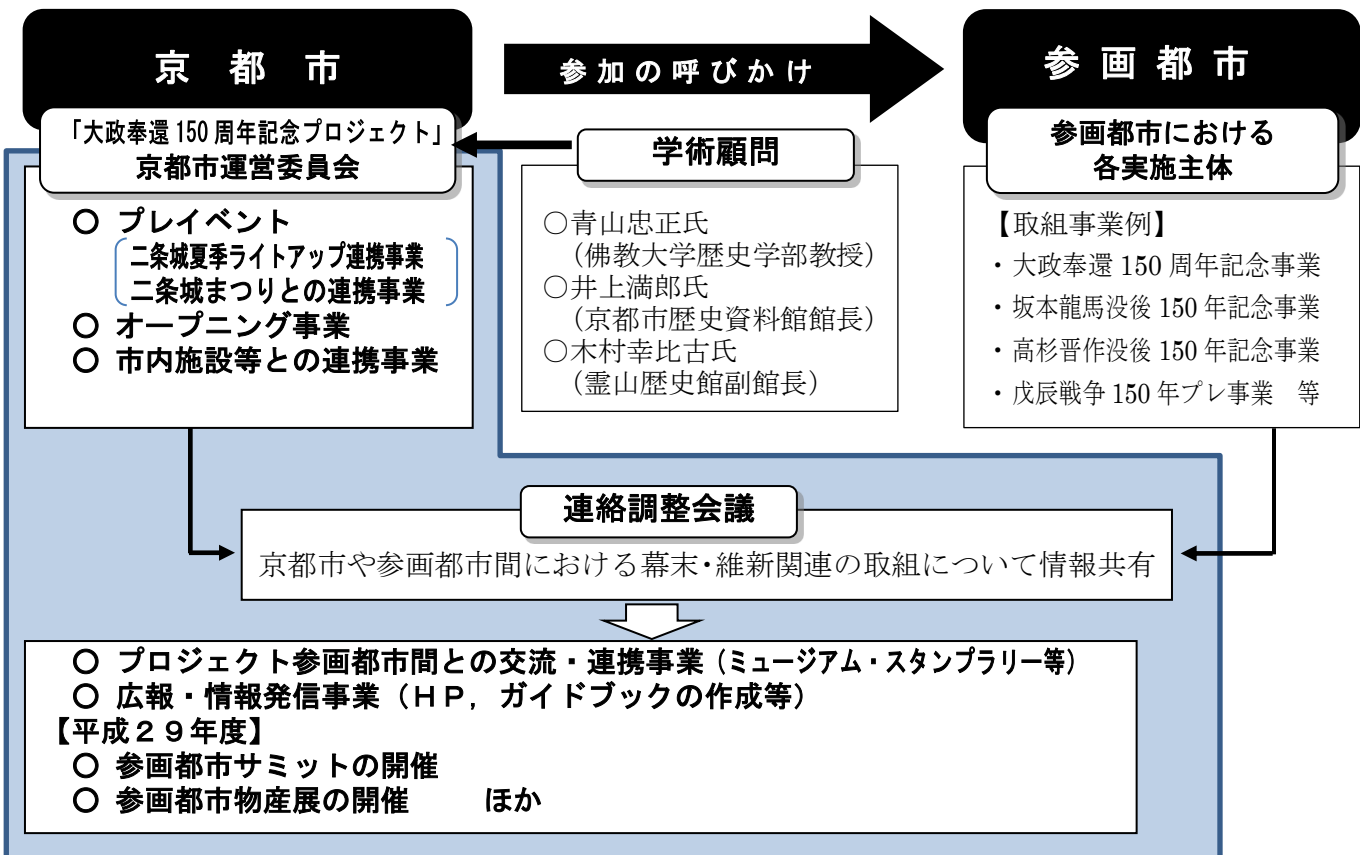 京都市
参加の呼びかけ
参画都市
「大政奉還150周年記念プロジェクト」
京都市運営委員会
○ プレイベント
二条城夏季ライトアップ連携事業
二条城まつりとの連携事業
○ オープニング事業
○ 市内施設等との連携事業
学術顧問
○青山忠正氏
(佛教大学歴史学部教授)
○井上満郎氏
(京都市歴史資料館館長)
○木村幸比古氏
(霊山歴史館副館長)
参画都市における
各実施主体
【取組事業例】
・大政奉還150周年記念事業
・坂本龍馬没後150年記念事業
・高杉晋作没後150年記念事業
・戊辰戦争150年プレ事業 等
連絡調整会議
京都市や参画都市間における幕末・維新関連の取組について情報共有
○ プロジェクト参画都市間との交流・連携事業(ミュージアム・スタンプラリー等)
○ 広報・情報発信事業(HP,ガイドブックの作成等)
【平成29年度】
○ 参画都市サミットの開催
○ 参画都市物産展の開催 ほか